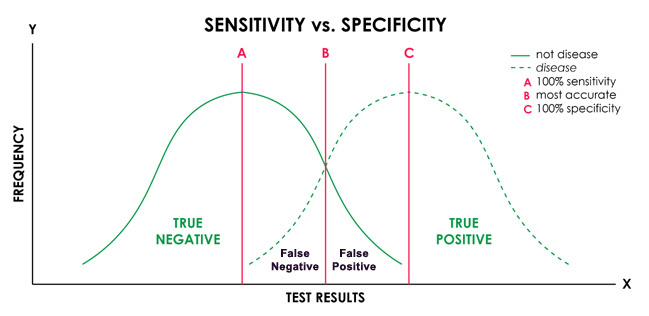 SENSITIVITY vs. SPECIFICITY
Y
A
B
C
not disease
disease
A 100% sensitivity
B most accurate
C 100% specificity
FREQUENCY
TRUE
NEGATIVE
False
Negative
False
Positive
TRUE
POSITIVE
X
TEST RESULTS